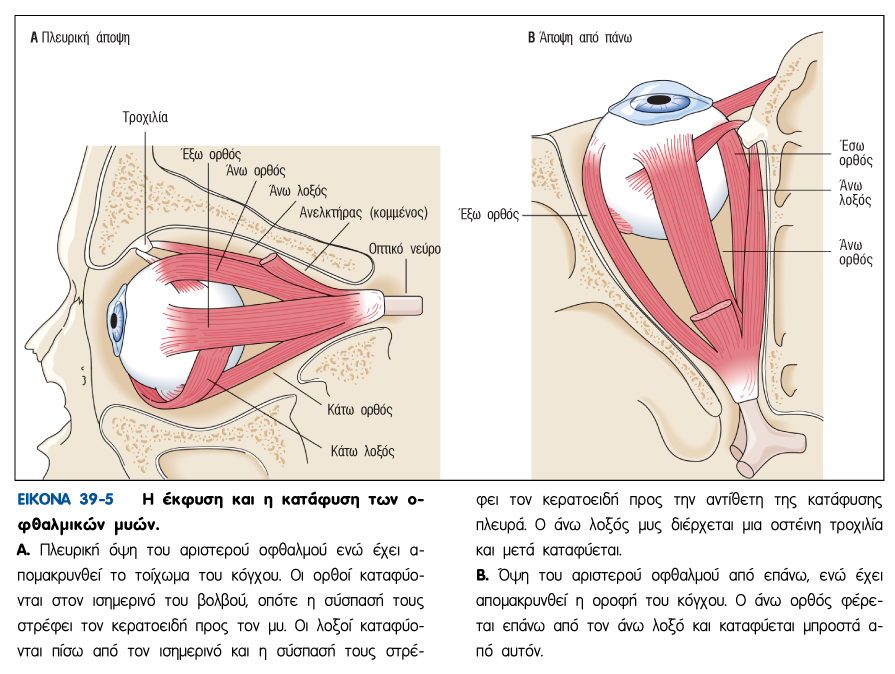 A Πλευρική άποψη
Τροχιλία
Έξω ορθός
Άνω ορθός
Άνω λοξός
Ανελκτήρας (κομμένος)
Οπτικό νεύρο
Κάτω ορθός
Κάτω λοξός
B Άποψη από πάνω
Έξω ορθός
Έσω
ορθός
Άνω
λοξός
Άνω
ορθός
ΕΙΚΟΝΑ 39-5 Η έκφυση και η κατάφυση των ο-
φθαλμικών μυών.
Α. Πλευρική όψη του αριστερού οφθαλμού ενώ έχει α-
πομακρυνθεί το τοίχωμα του κόγχου. Οι ορθοί καταφύο-
νται στον ισημερινό του βολβού, οπότε η σύσπασή τους
στρέφει τον κερατοειδή προς τον μυ. Οι λοξοί καταφύο-
νται πίσω από τον ισημερινό και η σύσπασή τους στρέ-
φει τον κερατοειδή προς την αντίθετη της κατάφυσης
πλευρά. Ο άνω λοξός μυς διέρχεται μια οστέινη τροχιλία
και μετά καταφύεται.
Β. Όψη του αριστερού οφθαλμού από επάνω, ενώ έχει
απομακρυνθεί η οροφή του κόγχου. Ο άνω ορθός φέρε-
ται επάνω από τον άνω λοξό και καταφύεται μπροστά α-
πό αυτόν.